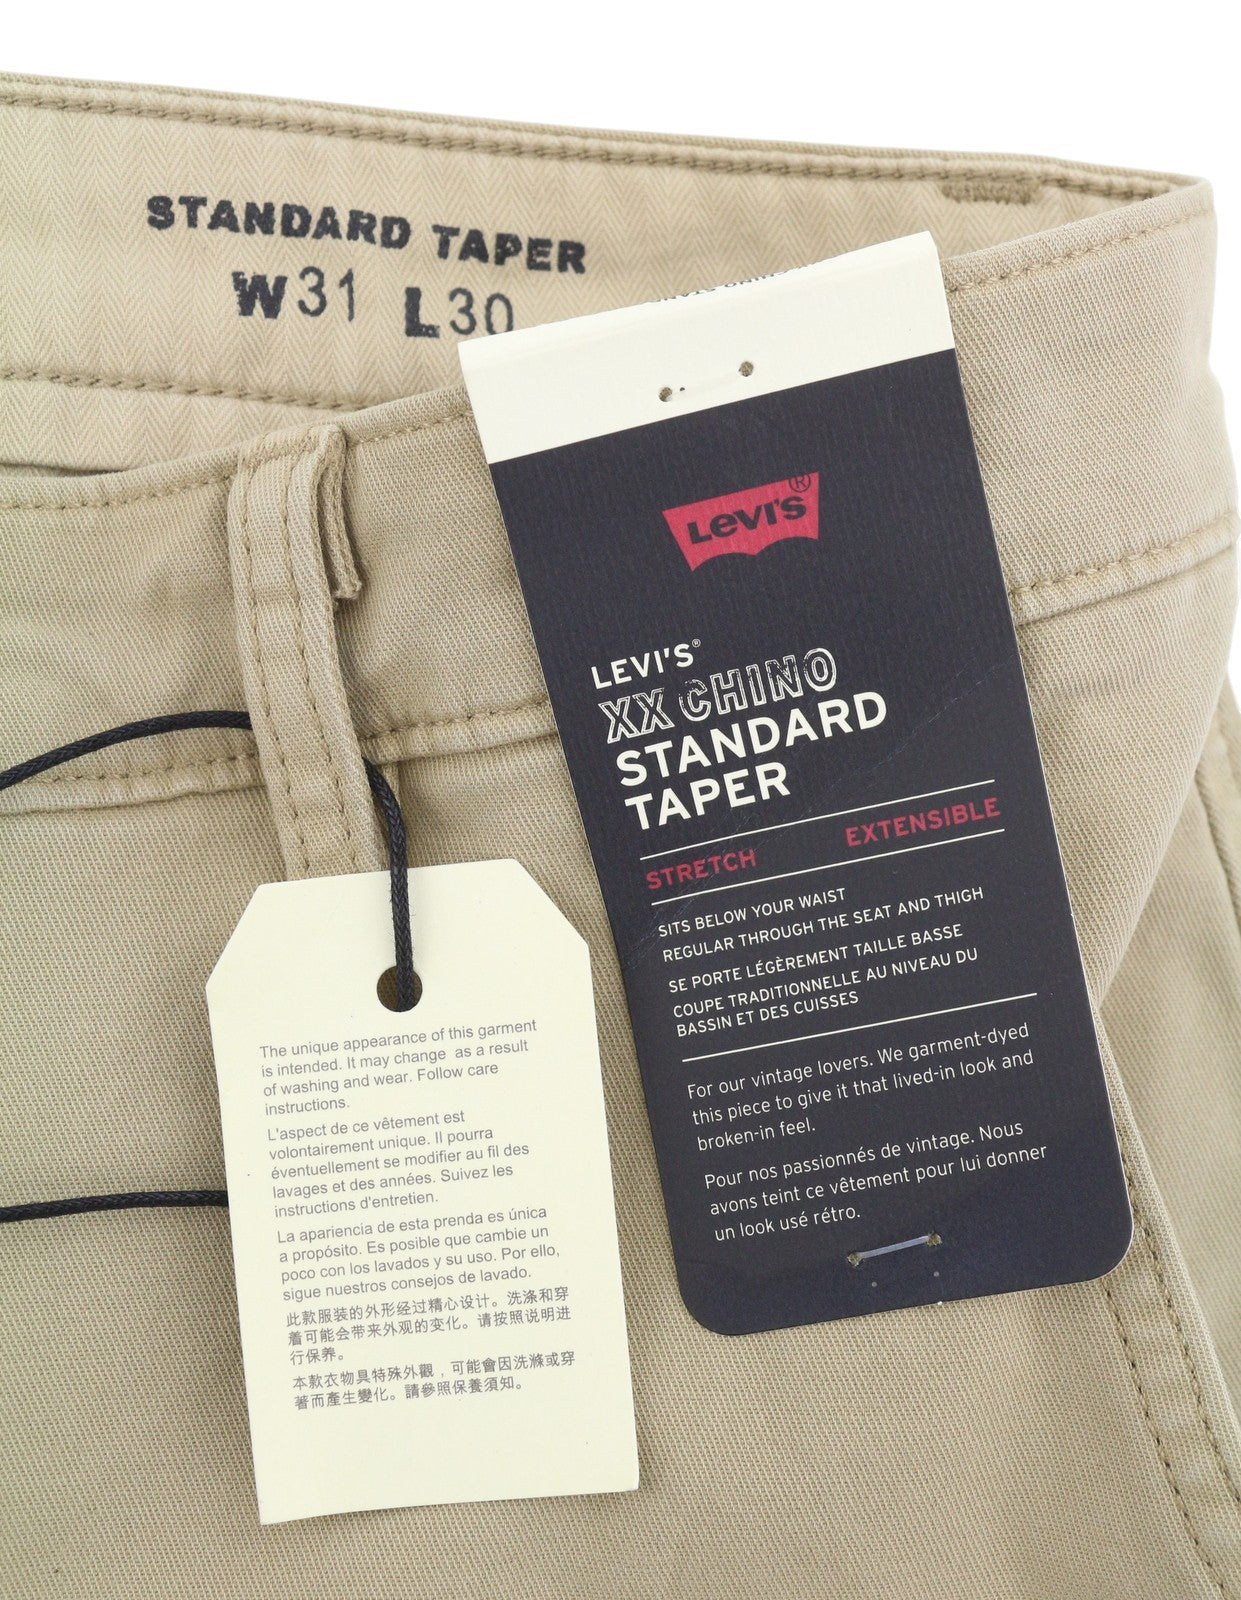 STANDARD TAPER
W31 L30
Levi's®
LEVI'S®
XX CHINO
STANDARD
TAPER
STRETCH EXTENSIBLE
SITS BELOW YOUR WAIST
REGULAR THROUGH THE SEAT AND THIGH
SE PORTE LÉGÈREMENT TAILLE BASSE
COUPE TRADITIONNELLE AU NIVEAU DU
BASSIN ET DES CUISSES
For our vintage lovers. We garment-dyed
this piece to give it that lived-in look and
broken-in feel.
Pour nos passionnés de vintage. Nous
avons teint ce vêtement pour lui donner
un look usé rétro.
The unique appearance of this garment
is intended. It may change as a result
of washing and wear. Follow care
instructions.
L'aspect de ce vêtement est
volontairement unique. Il pourra
éventuellement se modifier au fil des
lavages et des années. Suivez les
instructions d'entretien.
La apariencia de esta prenda es única
a propósito. Es posible que cambie un
poco con los lavados y su uso. Por ello,
sigue nuestros consejos de lavado.
此款服装的外形经过精心设计。洗涤和穿
着可能会带来外观的变化。请按照说明进
行保养。
本款衣物具特殊外觀，可能會因洗滌或穿
著而產生變化。請參照保養須知。